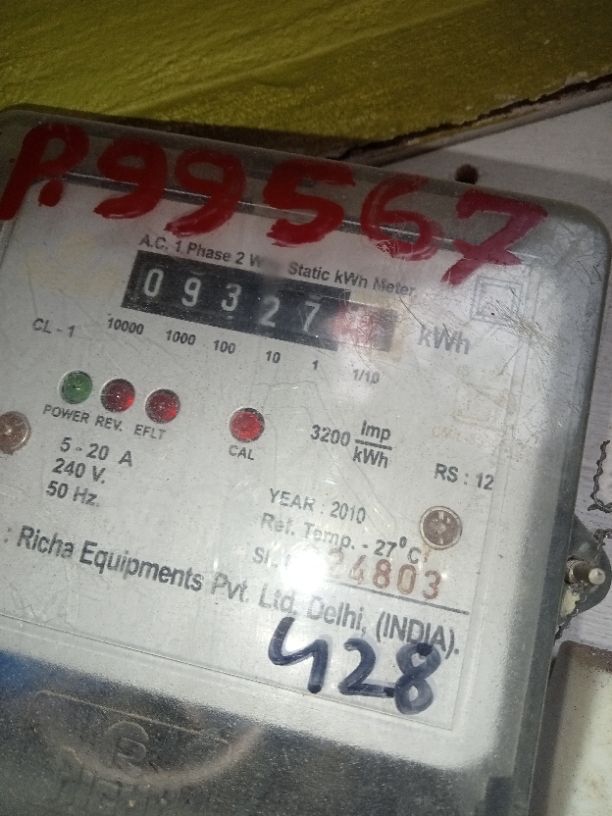 P.99567
A.C. 1 Phase 2 W Static kWh Meter
09327 kWh
CL - 1 10000 1000 100 10 1 1/10
POWER REV. EFLT CAL
3200 Imp/kWh
5 - 20 A
240 V.
50 Hz.
RS : 12
YEAR : 2010
Ref. Temp. - 27°C
24803
: Richa Equipments Pvt. Ltd. Delhi, (INDIA).
428